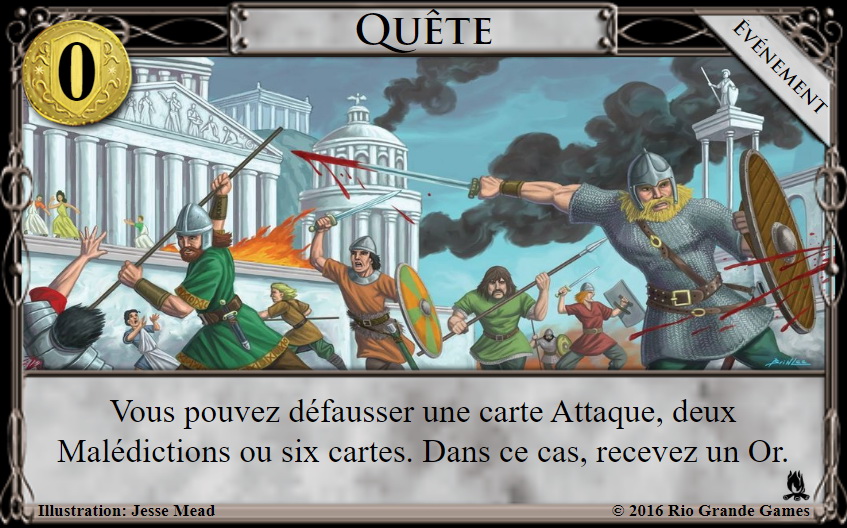 QUÊTE
0
ÉVÉNEMENT
Vous pouvez défausser une carte Attaque, deux
Malédictions ou six cartes. Dans ce cas, recevez un Or.
Illustration: Jesse Mead
© 2016 Rio Grande Games